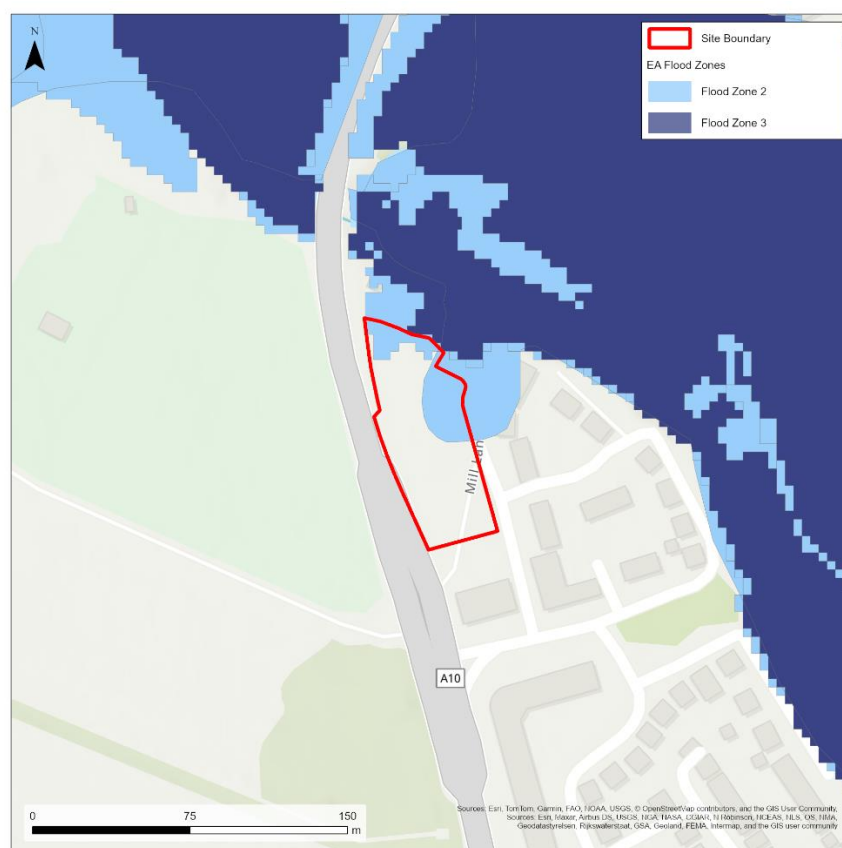 N
Site Boundary
EA Flood Zones
Flood Zone 2
Flood Zone 3
Mill Lan
A10
0 75 150
m
Sources: Esri, TomTom, Garmin, FAO, NOAA, USGS, © OpenStreetMap contributors, and the GIS User Community,
Sources: Esri, Maxar, Airbus DS, USGS, NGA, NASA, CGIAR, N Robinson, NCEAS, NLS, OS, NMA,
Geodatastyrelsen, Rijkswaterstaat, GSA, Geoland, FEMA, Intermap, and the GIS user community